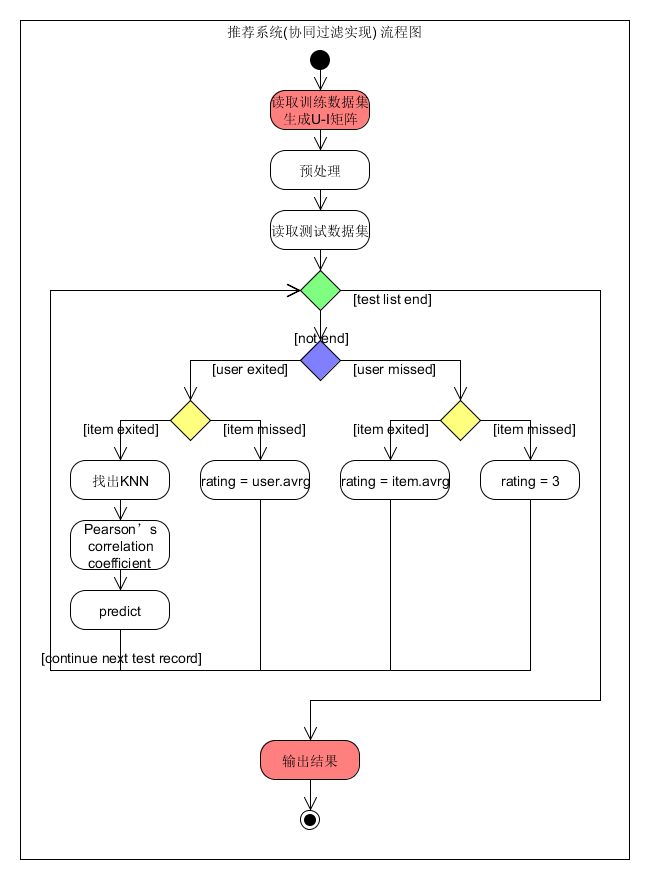 推荐系统(协同过滤实现) 流程图
读取训练数据集
生成U-I矩阵
预处理
读取测试数据集
[test list end]
[not end]
[user exited]
[user missed]
[item exited]
[item missed]
[item exited]
[item missed]
找出KNN
rating = user.avrg
rating = item.avrg
rating = 3
Pearson’s
correlation
coefficient
predict
[continue next test record]
输出结果